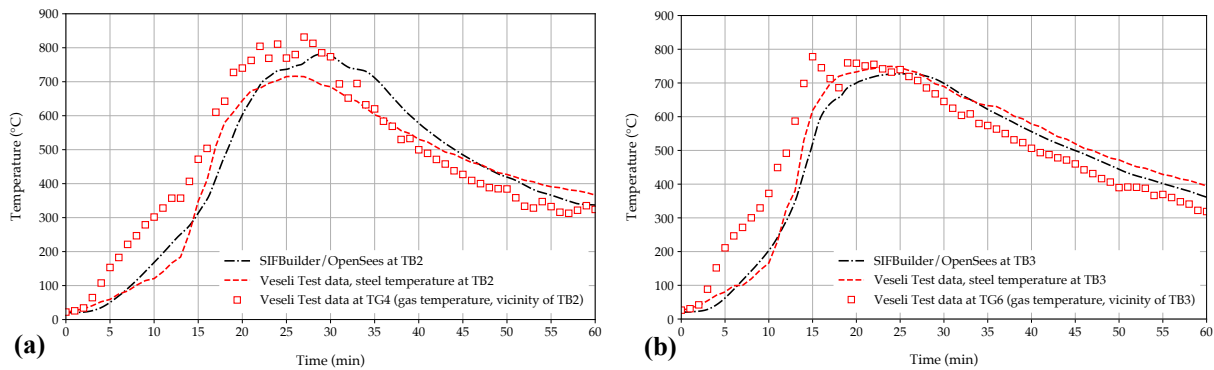 900
800
700
600
500
400
300
200
100
0
Temperature (°C)
SIFBuilder/OpenSees at TB2
Veseli Test data, steel temperature at TB2
Veseli Test data at TG4 (gas temperature, vicinity of TB2)
0 5 10 15 20 25 30 35 40 45 50 55 60
Time (min)
(a)
900
800
700
600
500
400
300
200
100
0
Temperature (°C)
SIFBuilder/OpenSees at TB3
Veseli Test data, steel temperature at TB3
Veseli Test data at TG6 (gas temperature, vicinity of TB3)
0 5 10 15 20 25 30 35 40 45 50 55 60
Time (min)
(b)